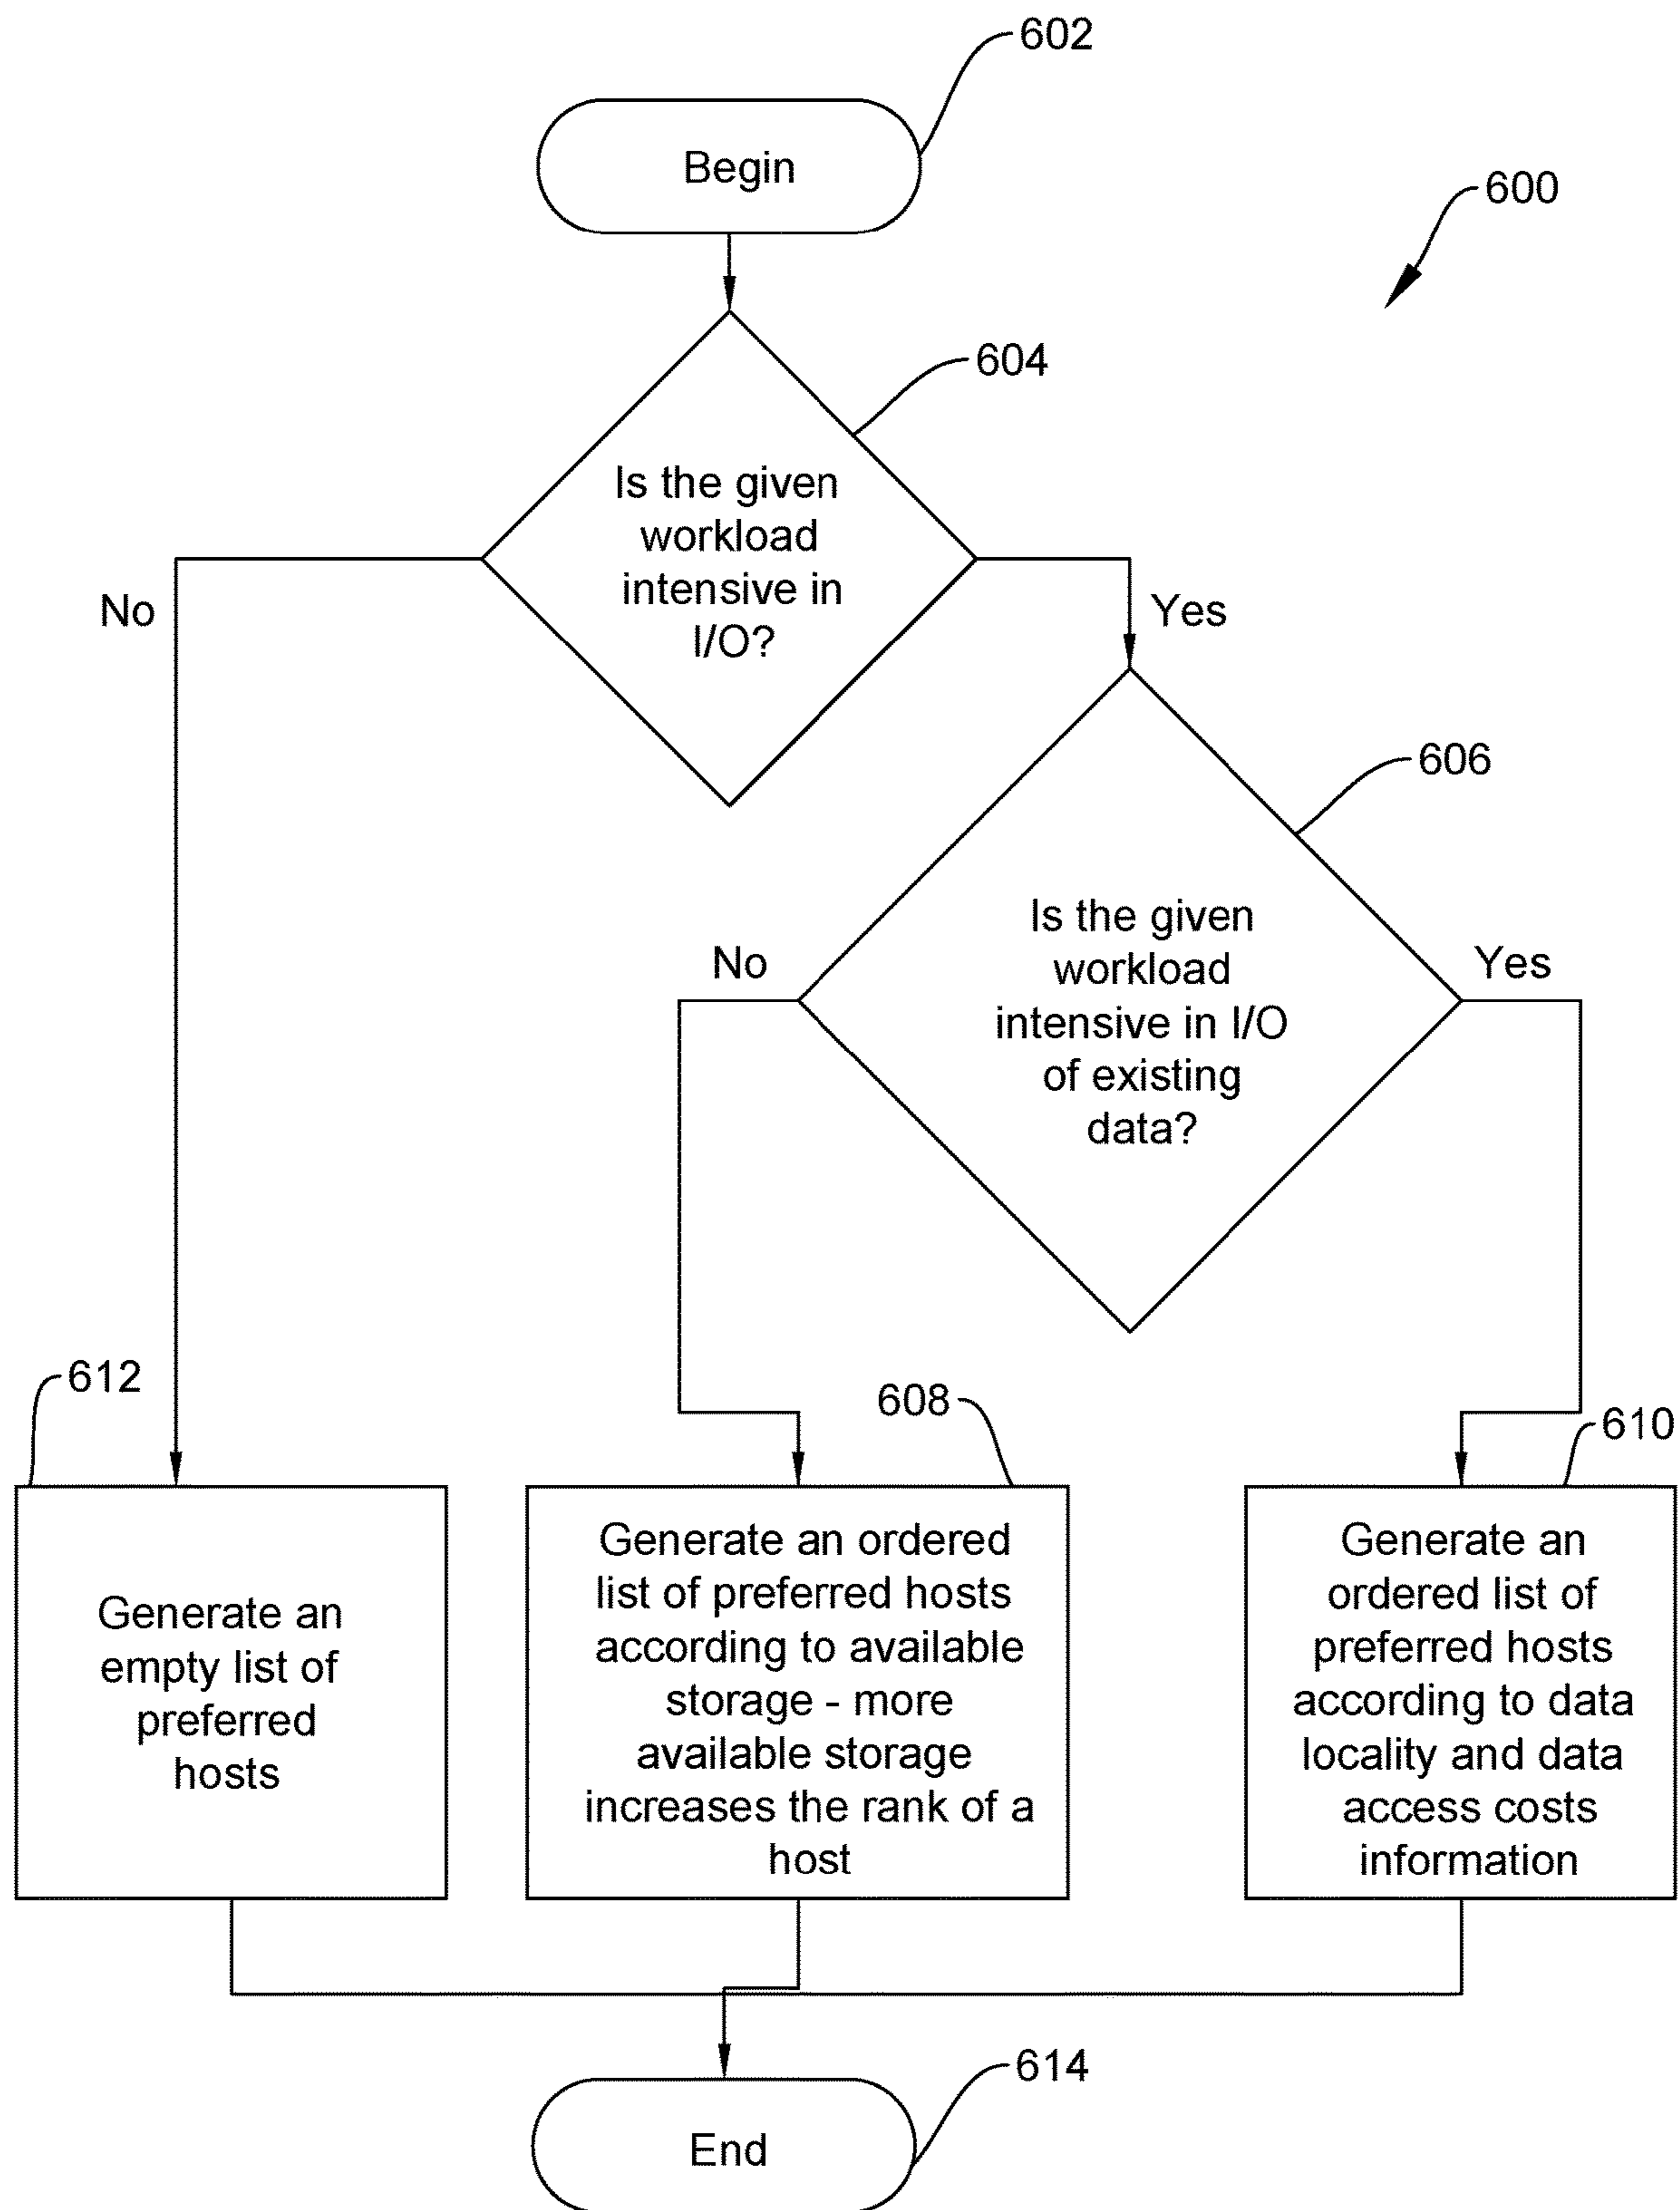 602
Begin
600
604
Is the given
workload
intensive in
I/O?
No
Yes
606
Is the given
workload
intensive in I/O
of existing
data?
No
Yes
612
Generate an
empty list of
preferred
hosts
608
Generate an ordered
list of preferred hosts
according to available
storage - more
available storage
increases the rank of a
host
610
Generate an
ordered list of
preferred hosts
according to data
locality and data
access costs
information
614
End